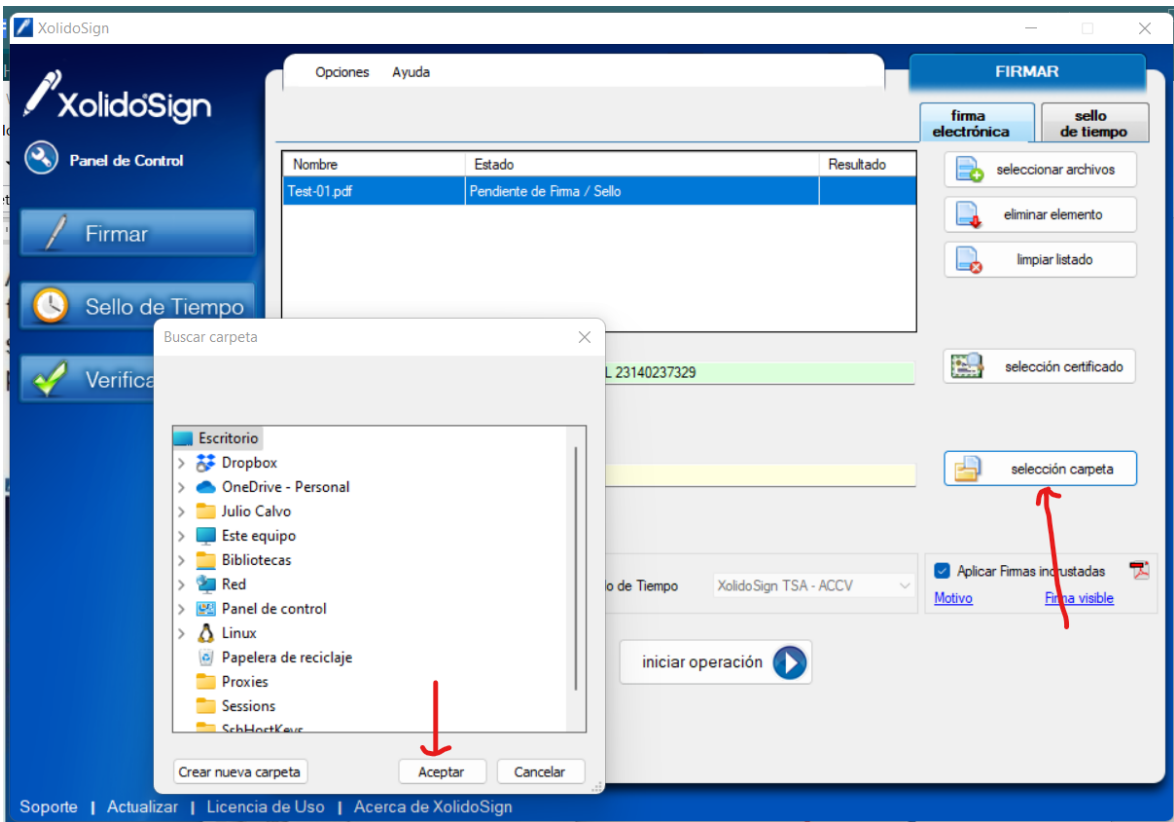 XolidoSign
XolidoSign
Opciones Ayuda
FIRMAR
firma
electrónica
sello
de tiempo
Panel de Control
Nombre Estado Resultado
Test-01.pdf Pendiente de Firma / Sello
seleccionar archivos
eliminar elemento
limpiar listado
Firmar
Sello de Tiempo
Verifica
Buscar carpeta
L 23140237329
selección certificado
Escritorio
Dropbox
OneDrive - Personal
Julio Calvo
Este equipo
Bibliotecas
Red
Panel de control
Linux
Papelera de reciclaje
Proxies
Sessions
SshHostKeys
Crear nueva carpeta Aceptar Cancelar
selección carpeta
o de Tiempo XolidoSign TSA - ACCV
Aplicar Firmas incrustadas
Motivo Firma visible
iniciar operación
Soporte | Actualizar | Licencia de Uso | Acerca de XolidoSign